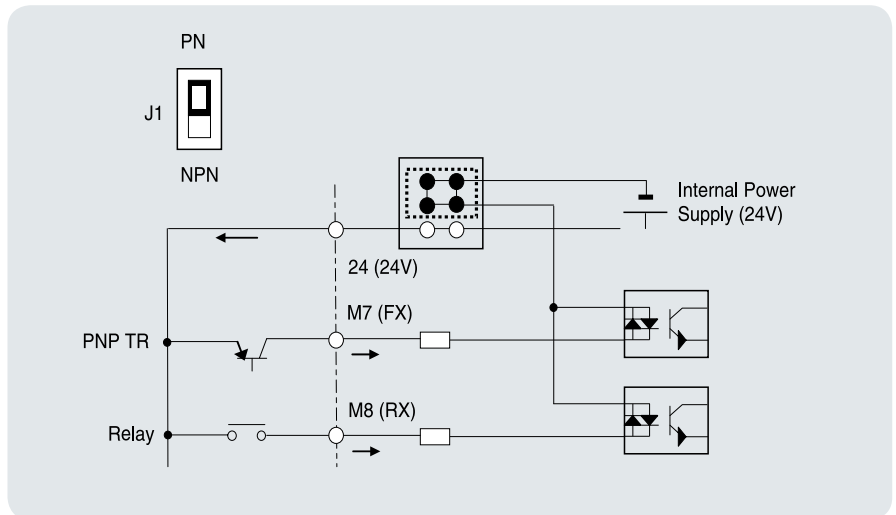 PN
J1
NPN
Internal Power
Supply (24V)
24 (24V)
M7 (FX)
PNP TR
M8 (RX)
Relay